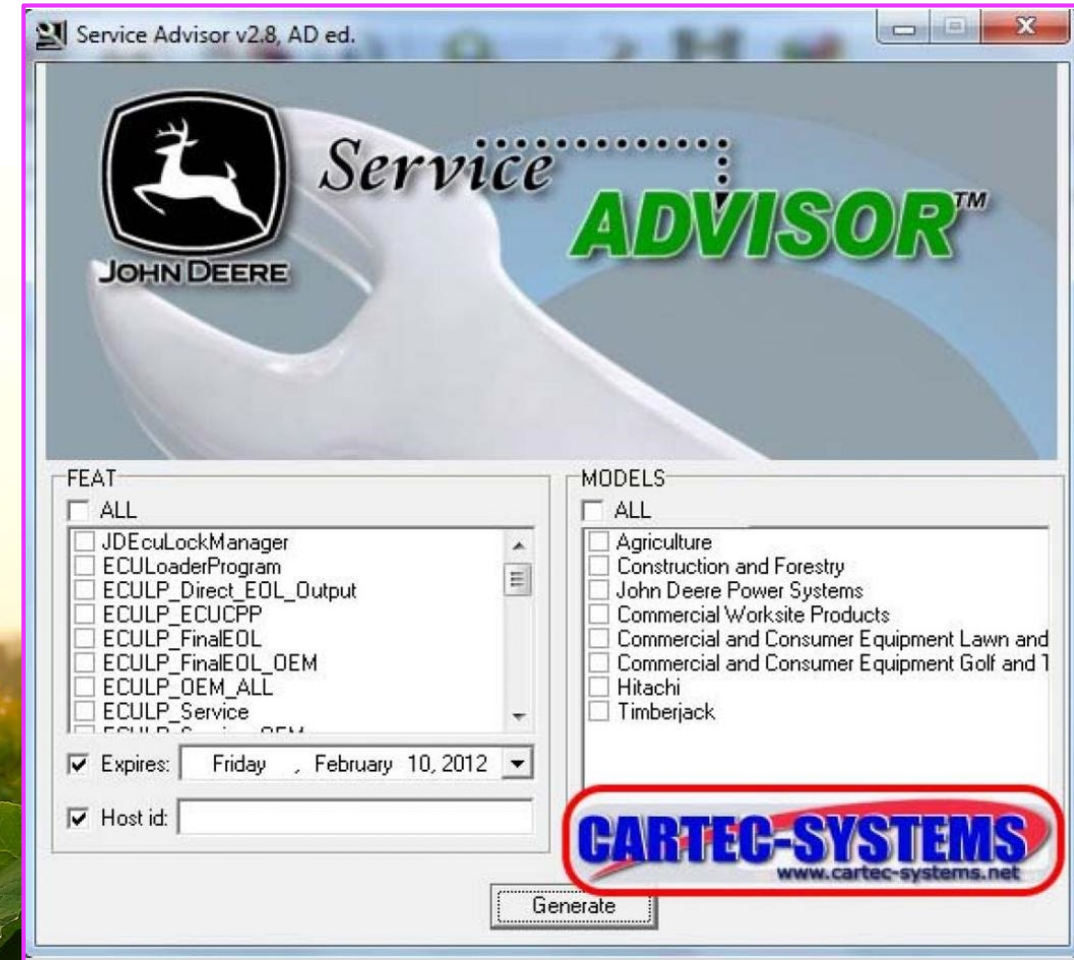 Service Advisor v2.8, AD ed.
Service
ADVISOR™
JOHN DEERE
FEAT
ALL
JDEcuLockManager
ECULoaderProgram
ECULP_Direct_EOL_Output
ECULP_ECUCPP
ECULP_FinalEOL
ECULP_FinalEOL_OEM
ECULP_OEM_ALL
ECULP_Service
Expires: Friday , February 10, 2012
Host id:
MODELS
ALL
Agriculture
Construction and Forestry
John Deere Power Systems
Commercial Worksite Products
Commercial and Consumer Equipment Lawn and
Commercial and Consumer Equipment Golf and
Hitachi
Timberjack
CARTEC-SYSTEMS
www.cartec-systems.net
Generate